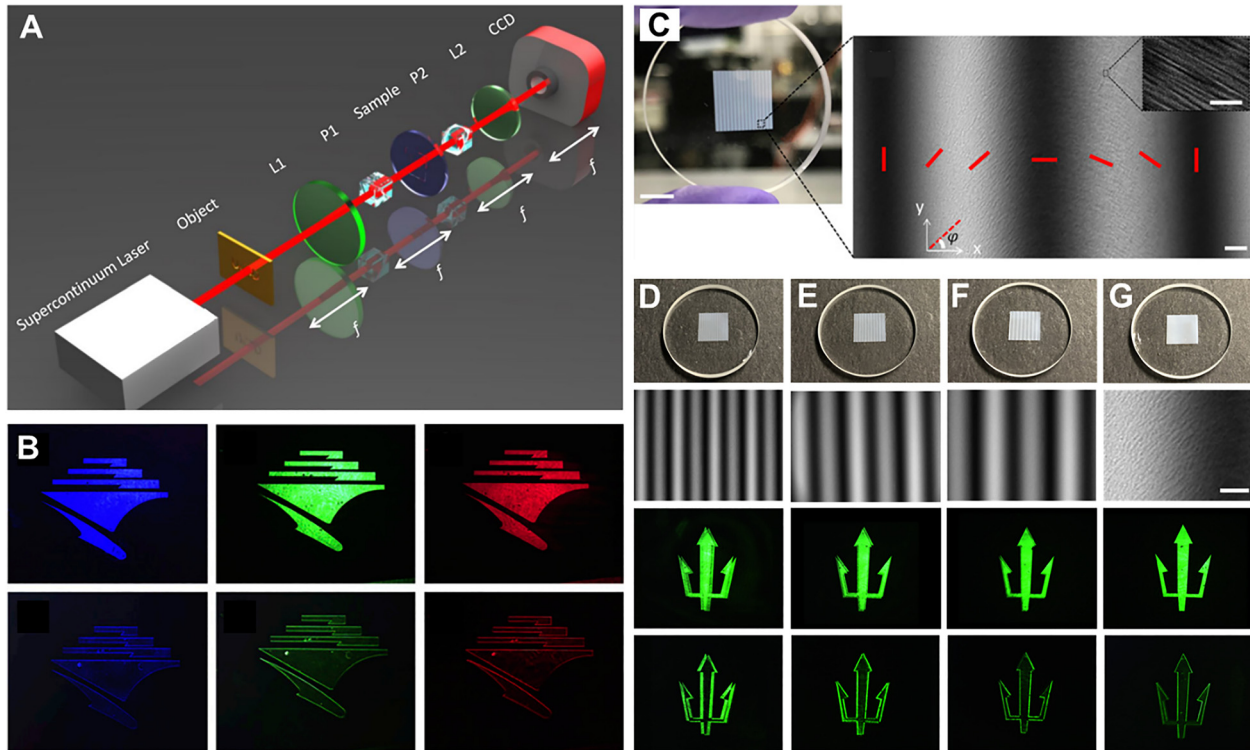 A
Supercontinuum Laser
Object
L1
P1
Sample
P2
L2
CCD
f
f
f
f
B
C
y
x
φ
D
E
F
G